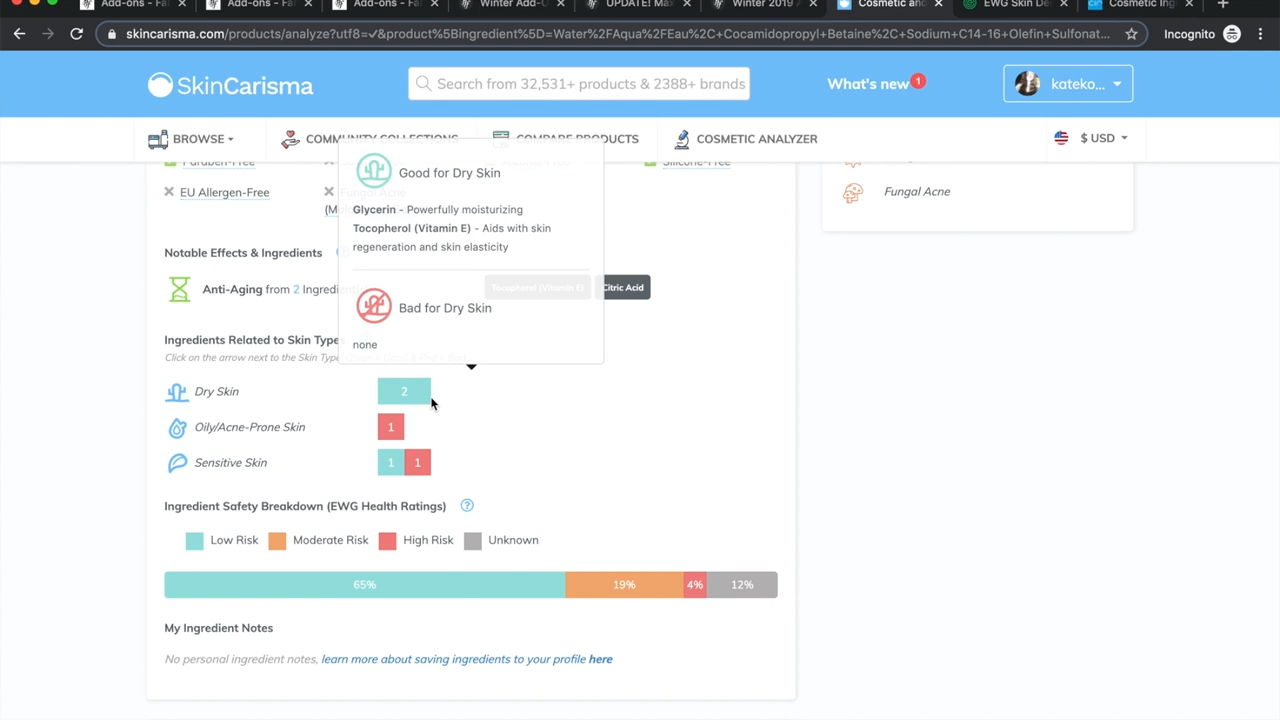 Add-ons - Fa
Add-ons - Fa
Add-ons - Fa
Winter Add-O
UPDATE! Ma
Winter 2019
Cosmetic an
EWG Skin De
Cosmetic Ing
skincarisma.com/products/analyze?utf8=✓&product%5Bingredient%5D=Water%2FAqua%2FEau%2C+Cocamidopropyl+Betaine%2C+Sodium+C14-16+Olefin+Sulfonat...
Incognito
SkinCarisma
Search from 32,531+ products & 2388+ brands
What's new 1
kateko...
BROWSE
COMMUNITY COLLECTIONS
COMPARE PRODUCTS
COSMETIC ANALYZER
$ USD
Paraben-Free
Silicone-Free
EU Allergen-Free
Fungal Acne
Fungal Acne
Good for Dry Skin
Glycerin - Powerfully moisturizing
Tocopherol (Vitamin E) - Aids with skin
regeneration and skin elasticity
Bad for Dry Skin
none
Notable Effects & Ingredients
Anti-Aging from 2 Ingredient
Tocopherol (Vitamin E)
Citric Acid
Ingredients Related to Skin Types
Click on the arrow next to the Skin Type
Dry Skin
2
Oily/Acne-Prone Skin
1
Sensitive Skin
1 1
Ingredient Safety Breakdown (EWG Health Ratings) ?
Low Risk Moderate Risk High Risk Unknown
65% 19% 4% 12%
My Ingredient Notes
No personal ingredient notes, learn more about saving ingredients to your profile here